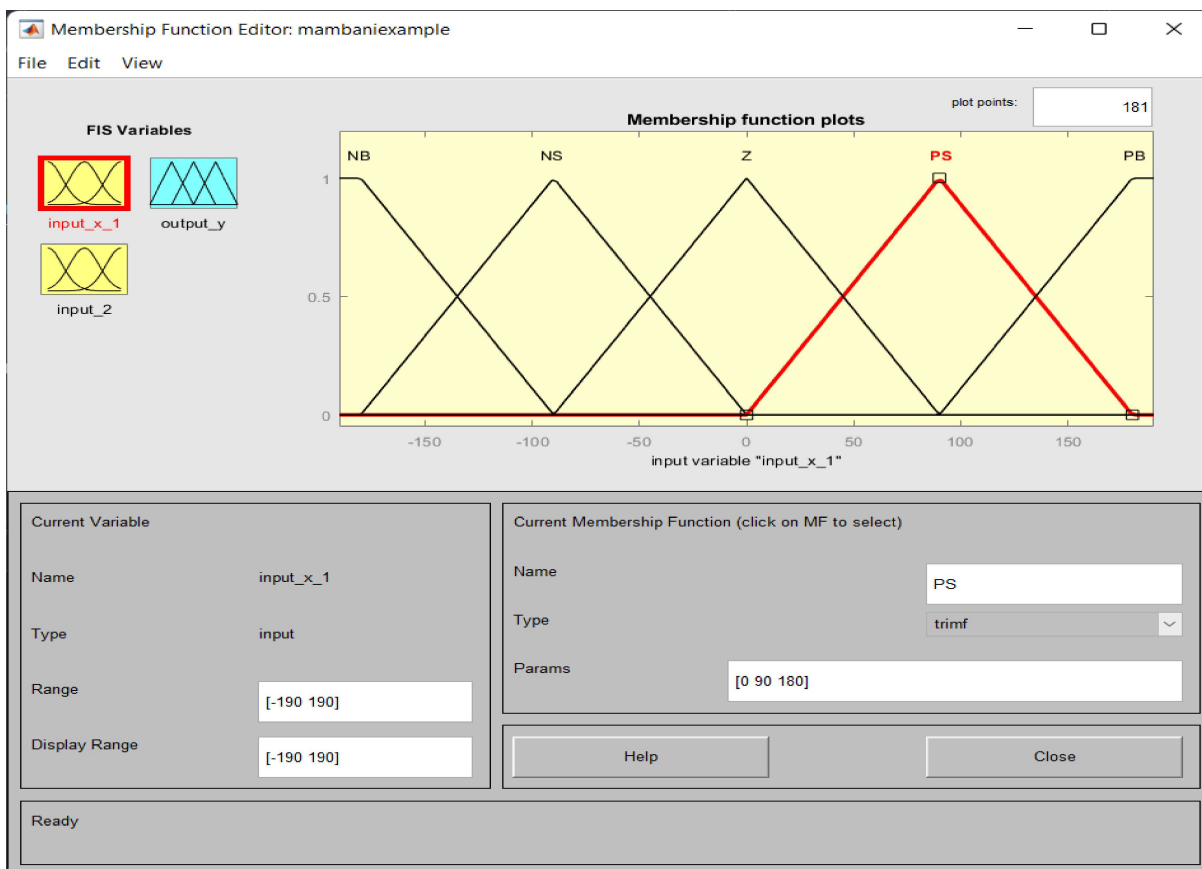 Membership Function Editor: mambaniexample
File Edit View
plot points: 181
FIS Variables
Membership function plots
input_x_1 output_y
input_2
NB NS Z PS PB
1
0.5
0
-150 -100 -50 0 50 100 150
input variable "input_x_1"
Current Variable
Name input_x_1
Type input
Range [-190 190]
Display Range [-190 190]
Current Membership Function (click on MF to select)
Name PS
Type trimf
Params [0 90 180]
Help Close
Ready